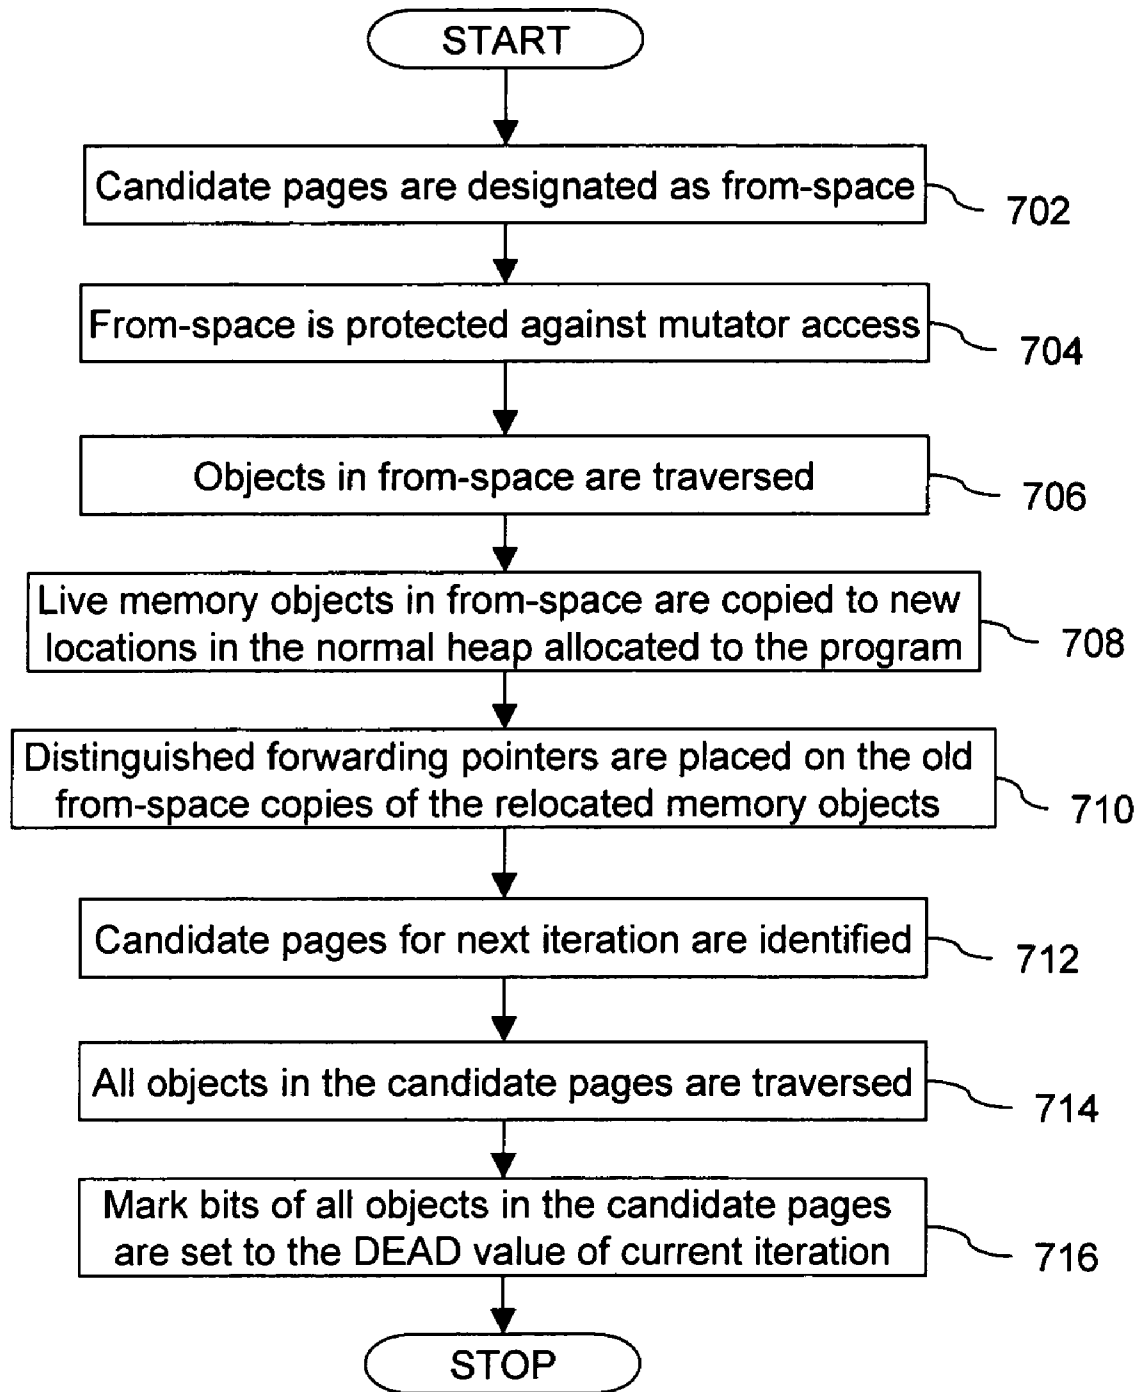 START
Candidate pages are designated as from-space
702
From-space is protected against mutator access
704
Objects in from-space are traversed
706
Live memory objects in from-space are copied to new
locations in the normal heap allocated to the program
708
Distinguished forwarding pointers are placed on the old
from-space copies of the relocated memory objects
710
Candidate pages for next iteration are identified
712
All objects in the candidate pages are traversed
714
Mark bits of all objects in the candidate pages
are set to the DEAD value of current iteration
716
STOP